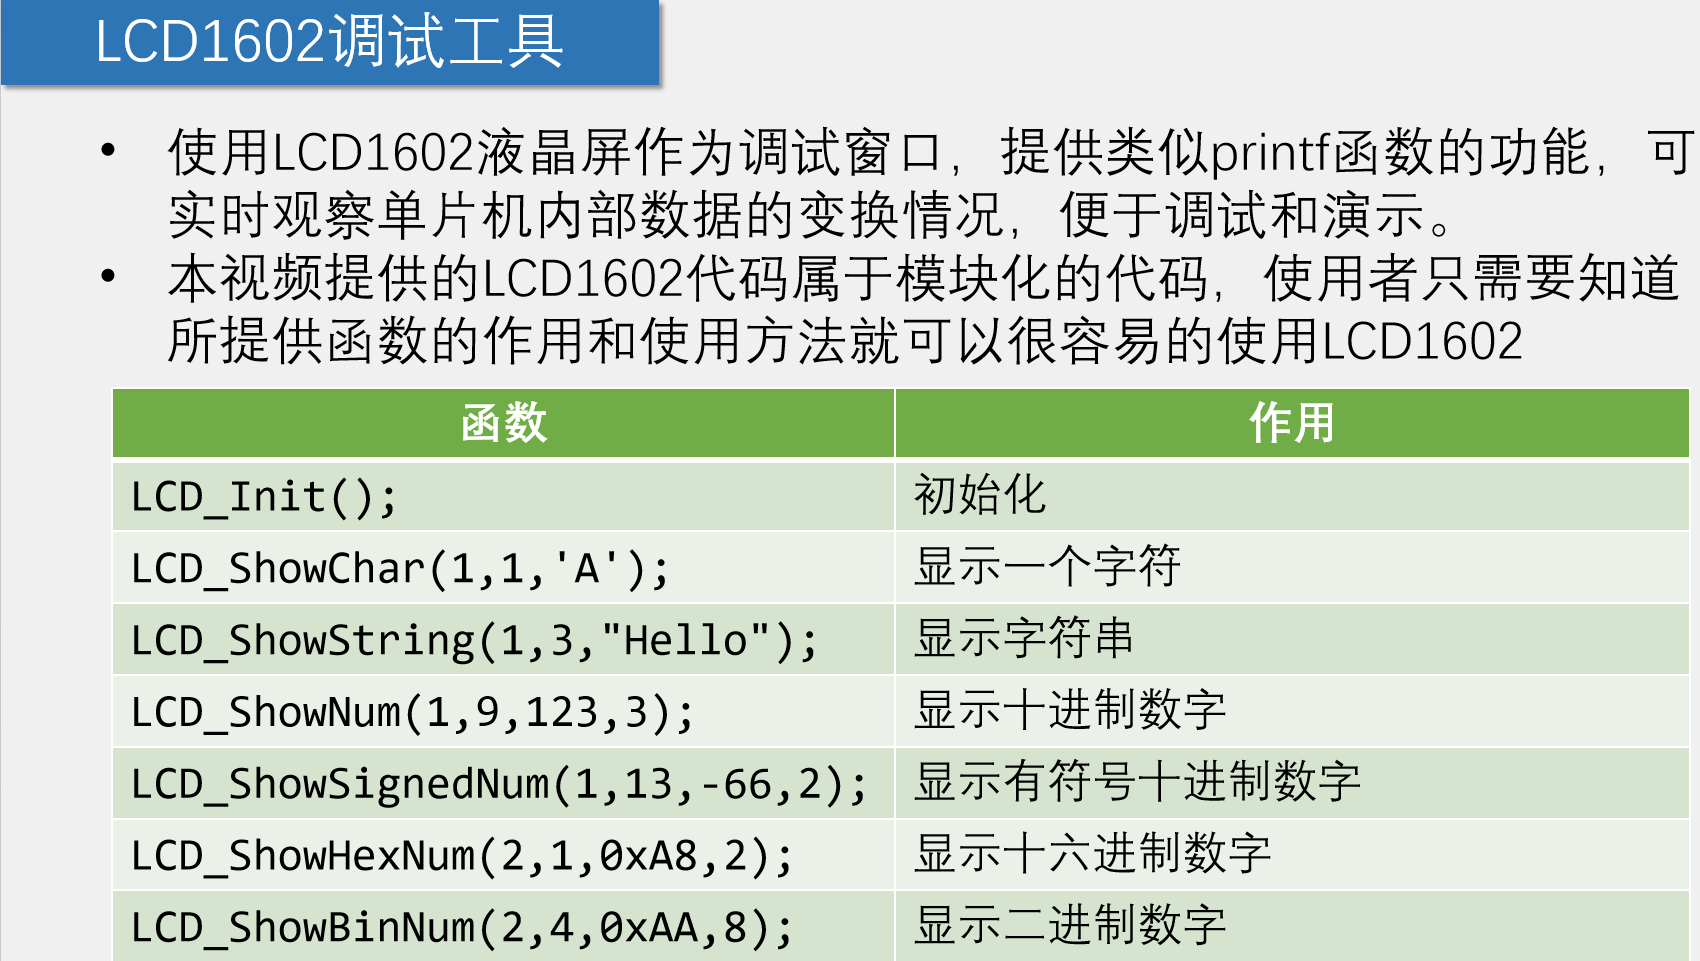 LCD1602调试工具
• 使用LCD1602液晶屏作为调试窗口，提供类似printf函数的功能，可
实时观察单片机内部数据的变换情况，便于调试和演示。
• 本视频提供的LCD1602代码属于模块化的代码，使用者只需要知道
所提供函数的作用和使用方法就可以很容易的使用LCD1602
函数 作用
LCD_Init(); 初始化
LCD_ShowChar(1,1,'A'); 显示一个字符
LCD_ShowString(1,3,"Hello"); 显示字符串
LCD_ShowNum(1,9,123,3); 显示十进制数字
LCD_ShowSignedNum(1,13,-66,2); 显示有符号十进制数字
LCD_ShowHexNum(2,1,0xA8,2); 显示十六进制数字
LCD_ShowBinNum(2,4,0xAA,8); 显示二进制数字